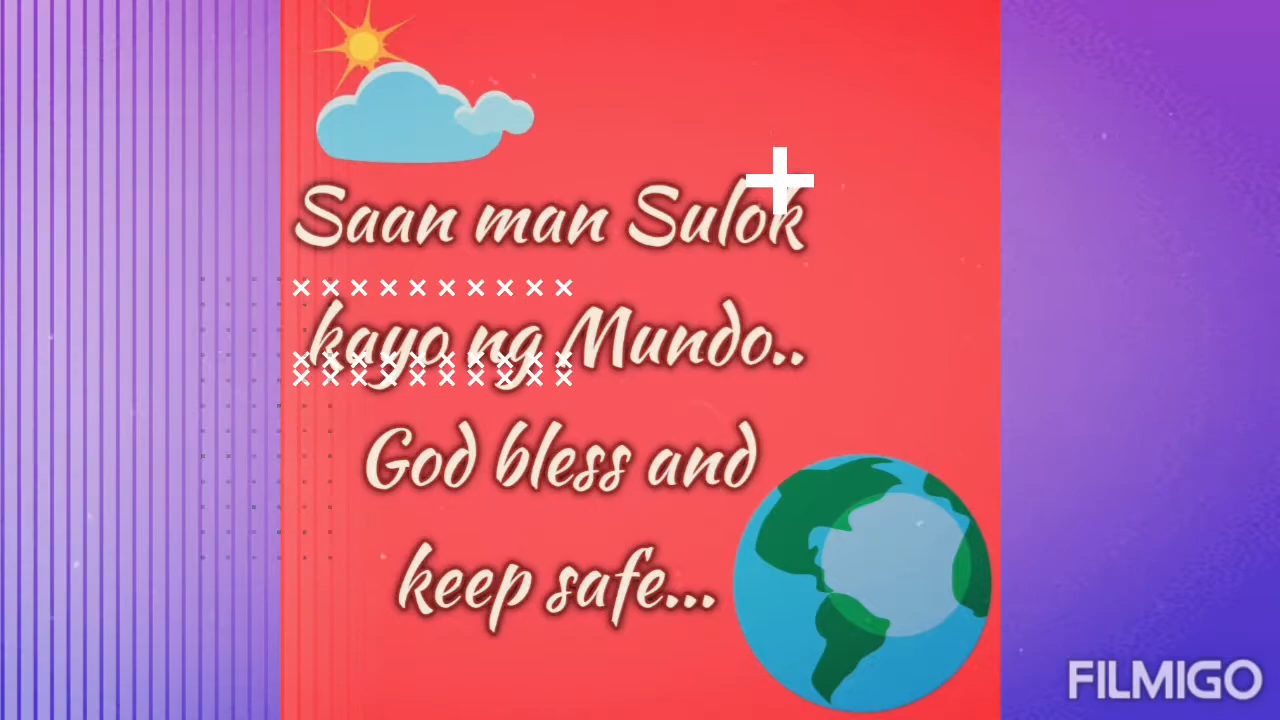 Saan man Sulok
kayo ng Mundo..
God bless and
keep safe...
FILMIGO